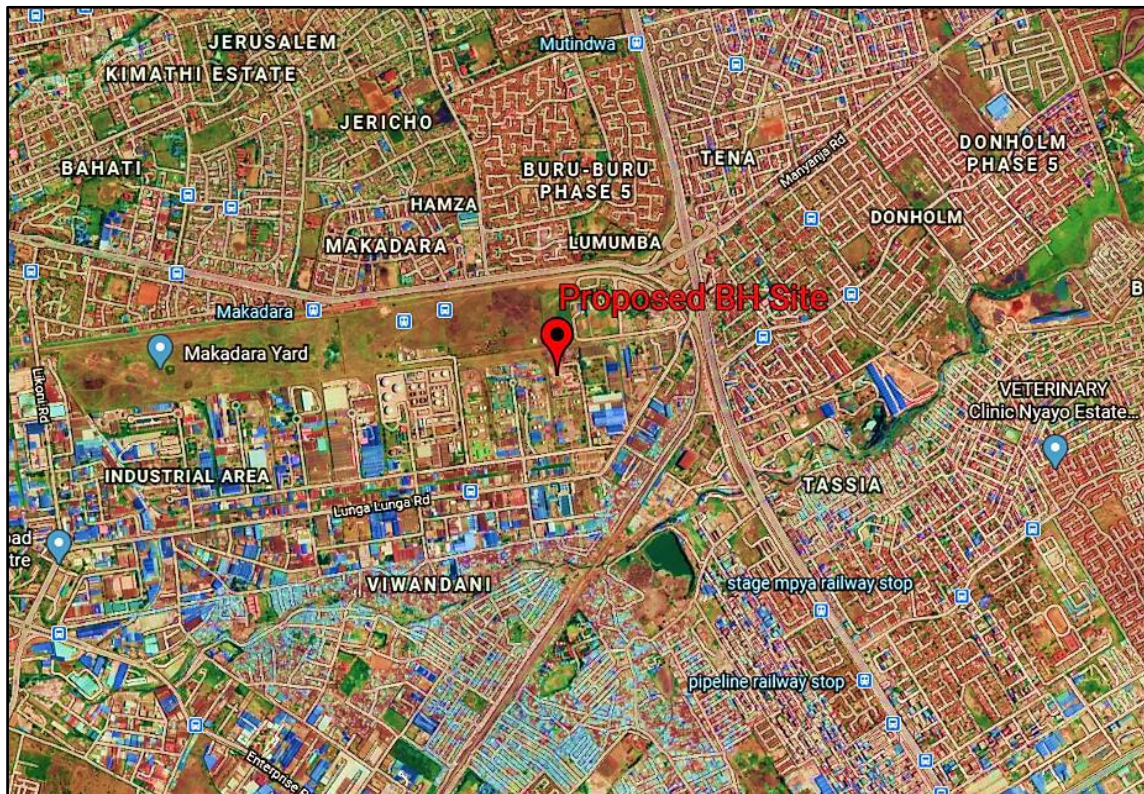 JERUSALEM
Mutindwa
KIMATHI ESTATE
JERICHO
BAHATI
BURU-BURU
PHASE 5
TENA
Manyanja Rd
DONHOLM
PHASE 5
HAMZA
MAKADARA
LUMUMBA
DONHOLM
B
Makadara
Proposed BH Site
Makadara Yard
Likoni Rd
VETERINARY
Clinic Nyayo Estate...
INDUSTRIAL AREA
TASSIA
Lunga Lunga Rd
oad
tre
VIWANDANI
stage mpya railway stop
pipeline railway stop
Enterprise R